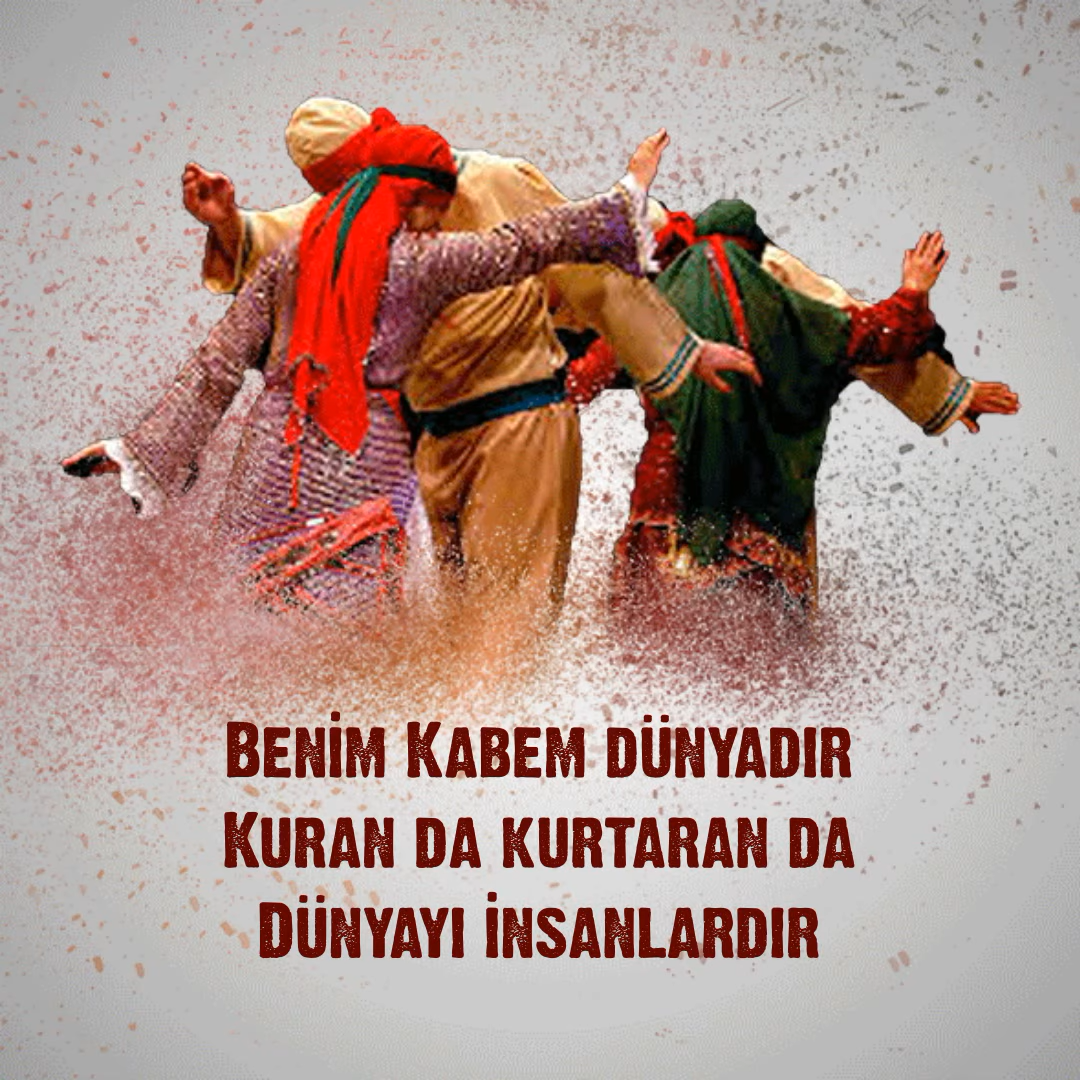 Benim Kabem dünyadır
Kuran da kurtaran da
Dünyayı insanlardır